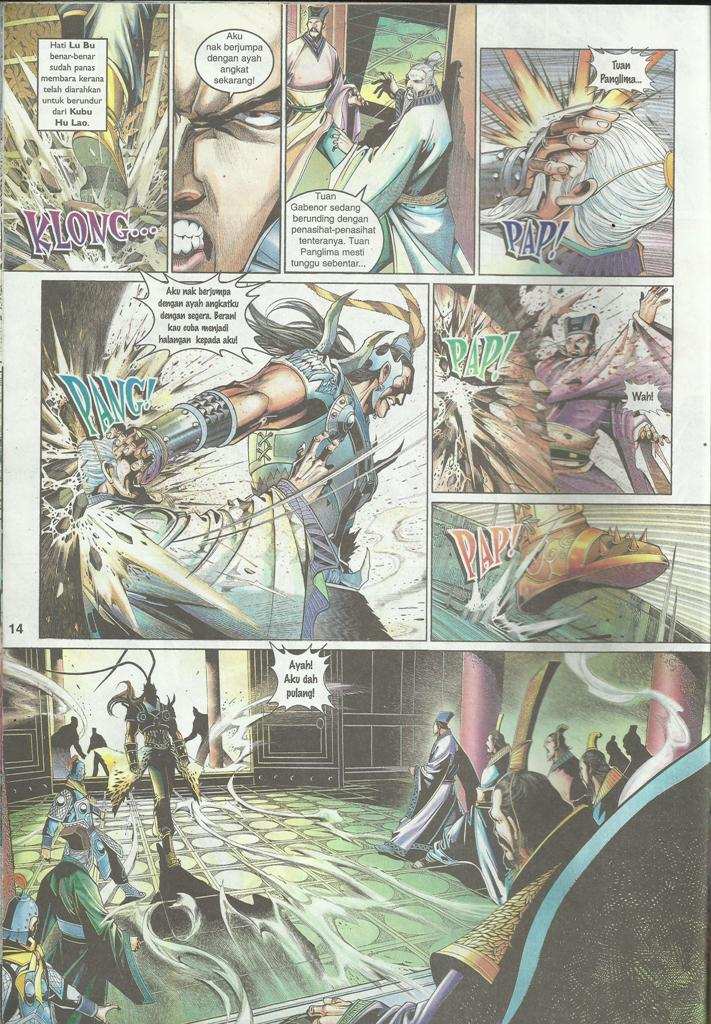 Hati Lu Bu
benar-benar
sudah panas
membara kerana
telah diarahkan
untuk berundur
dari Kubu
Hu Lao.
KLONG...
Aku
nak berjumpa
dengan ayah
angkat
sekarang!
Tuan
Gabenor sedang
berunding dengan
penasihat-penasihat
tenteranya. Tuan
Panglima mesti
tunggu sebentar...
Tuan
Panglima...
PAP!
Aku nak berjumpa
dengan ayah angkatku
dengan segera. Berani
kau cuba menjadi
halangan kepada aku!
PANG!
PAP!
Wah!
PAP!
14
Ayah!
Aku dah
pulang!